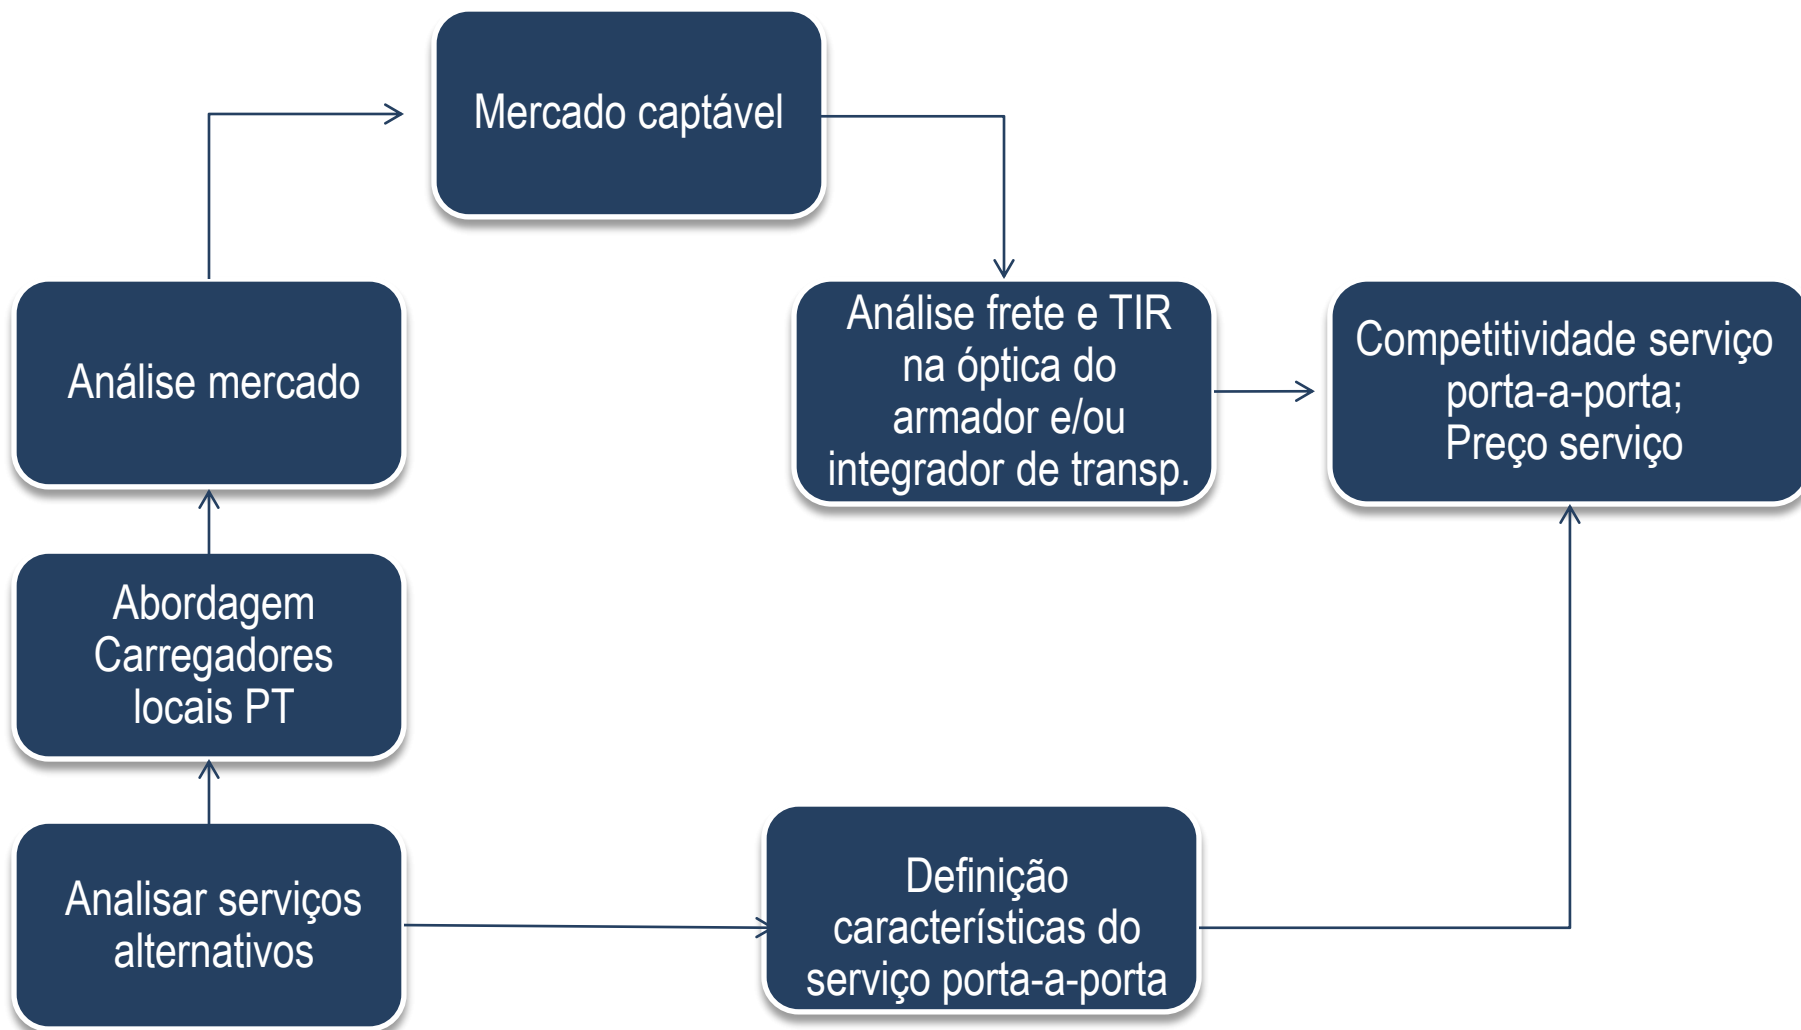 Mercado captável
Análise mercado
Análise frete e TIR
na óptica do
armador e/ou
integrador de transp.
Competitividade serviço
porta-a-porta;
Preço serviço
Abordagem
Carregadores
locais PT
Analisar serviços
alternativos
Definição
características do
serviço porta-a-porta